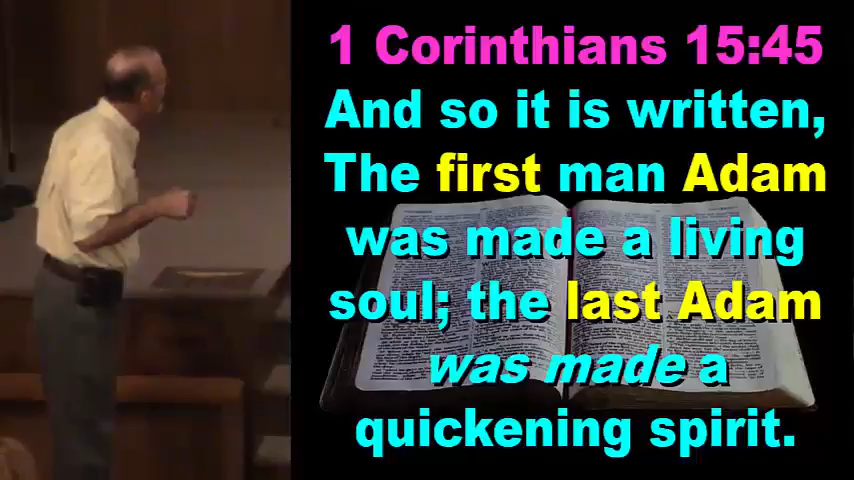 1 Corinthians 15:45
And so it is written,
The first man Adam
was made a living
soul; the last Adam
was made a
quickening spirit.